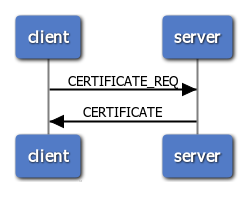 client server
CERTIFICATE_REQ
CERTIFICATE
client server